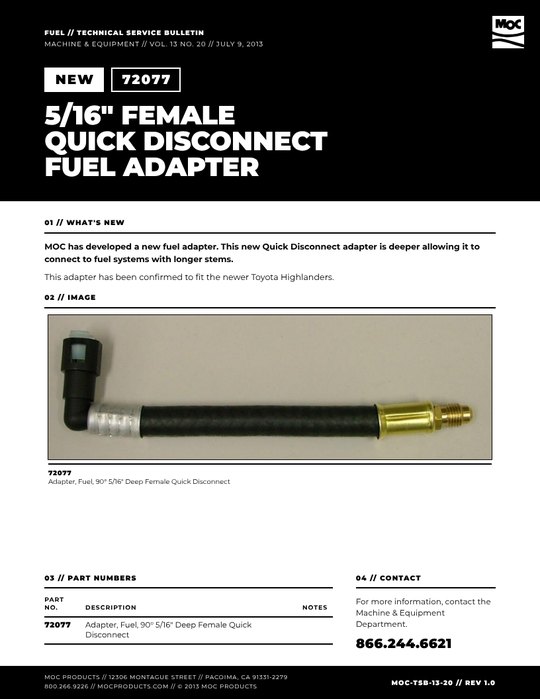 FUEL // TECHNICAL SERVICE BULLETIN
MACHINE & EQUIPMENT // VOL. 13 NO. 20 // JULY 9, 2013
MOC
NEW
72077
5/16" FEMALE
QUICK DISCONNECT
FUEL ADAPTER
01 // WHAT'S NEW
MOC has developed a new fuel adapter. This new Quick Disconnect adapter is deeper allowing it to
connect to fuel systems with longer stems.
This adapter has been confirmed to fit the newer Toyota Highlanders.
02 // IMAGE
72077
Adapter, Fuel, 90° 5/16" Deep Female Quick Disconnect
03 // PART NUMBERS
PART
NO.
DESCRIPTION
NOTES
72077
Adapter, Fuel, 90° 5/16" Deep Female Quick
Disconnect
04 // CONTACT
For more information, contact the
Machine & Equipment
Department.
866.244.6621
MOC PRODUCTS // 12306 MONTAGUE STREET // PACOIMA, CA 91331-2279
800.266.9226 // MOCPRODUCTS.COM // © 2013 MOC PRODUCTS
MOC-TSB-13-20 // REV 1.0